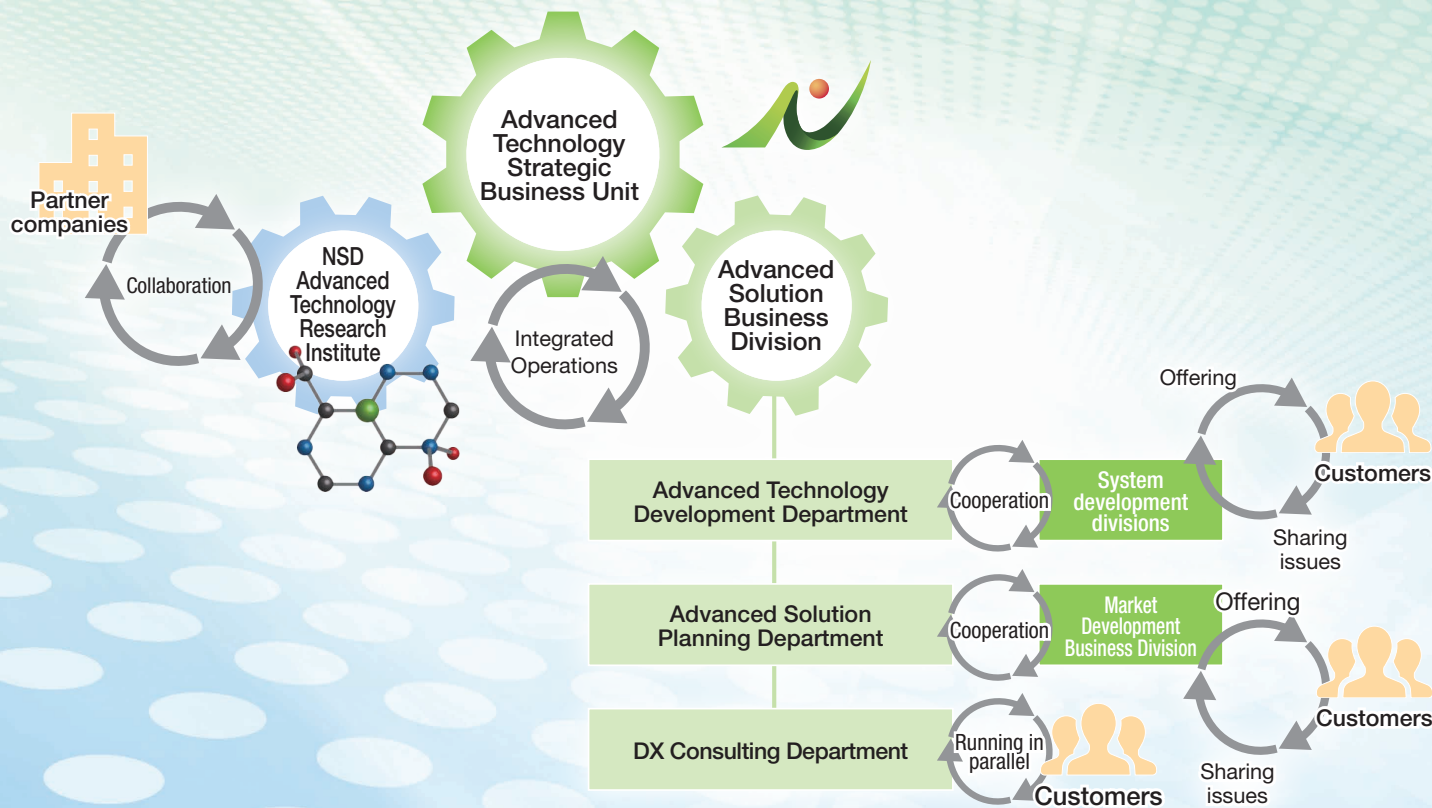 Advanced
Technology
Strategic
Business Unit
Partner
companies
Collaboration
NSD
Advanced
Technology
Research
Institute
Integrated
Operations
Advanced
Solution
Business
Division
Advanced Technology
Development Department
Cooperation
System
development
divisions
Offering
Customers
Sharing
issues
Advanced Solution
Planning Department
Cooperation
Market
Development
Business Division
Offering
Customers
Sharing
issues
DX Consulting Department
Running in
parallel
Customers